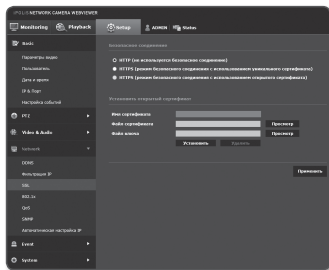 iPOLiS NETWORK CAMERA WEBVIEWER
Monitoring
Playback
Setup
ADMIN
Status
Basic
Параметры видео
Пользователь
Дата и время
IP & Порт
Настройка событий
PTZ
Video & Audio
Network
DDNS
Фильтрация IP
SSL
802.1x
QoS
SNMP
Автоматическая настройка IP
Event
System
Безопасное соединение
HTTP (не используется безопасное соединение)
HTTPS (режим безопасного соединения с использованием уникального сертификата)
HTTPS (режим безопасного соединения с использованием открытого сертификата)
Установить открытый сертификат
Имя сертификата
Файл сертификата
Просмотр
Файл ключа
Просмотр
Установить
Удалить
Применить